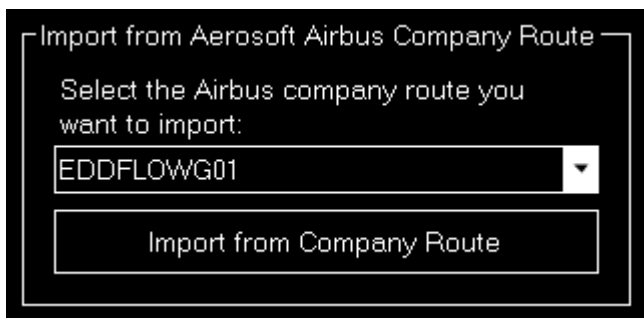 Import from Aerosoft Airbus Company Route
Select the Airbus company route you
want to import:
EDDFLOWG01
Import from Company Route